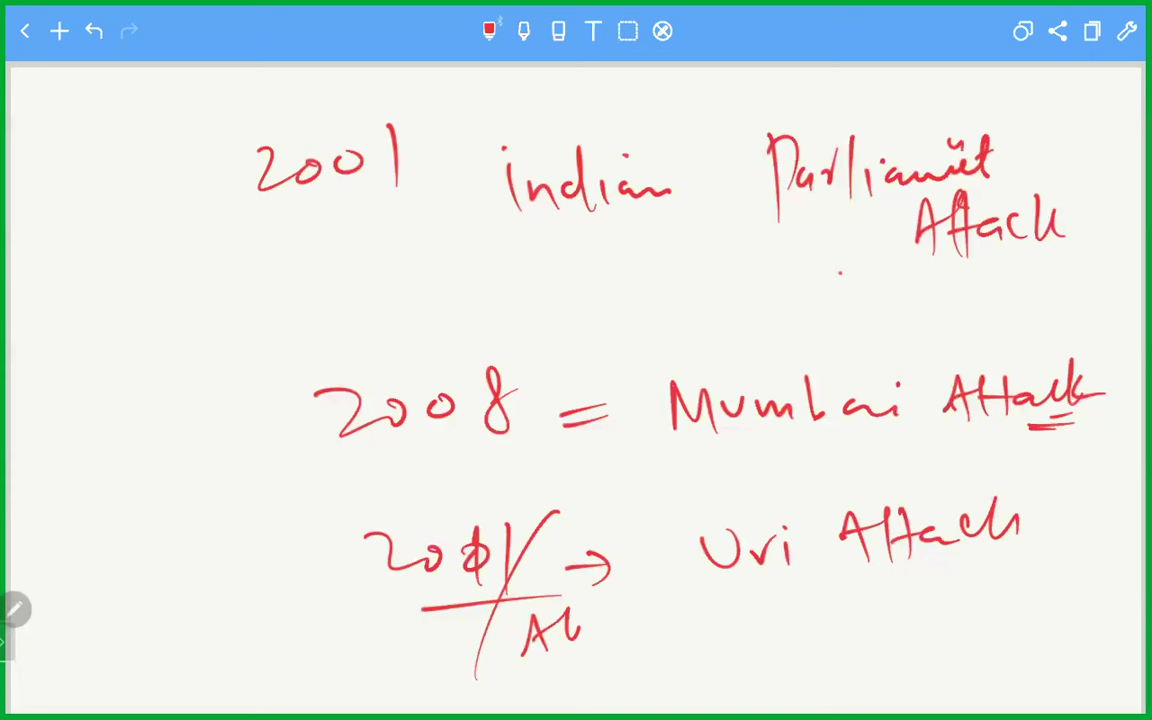 2001 Indian Parliament
Attack
2008 = Mumbai Attack
→ Uri Attack